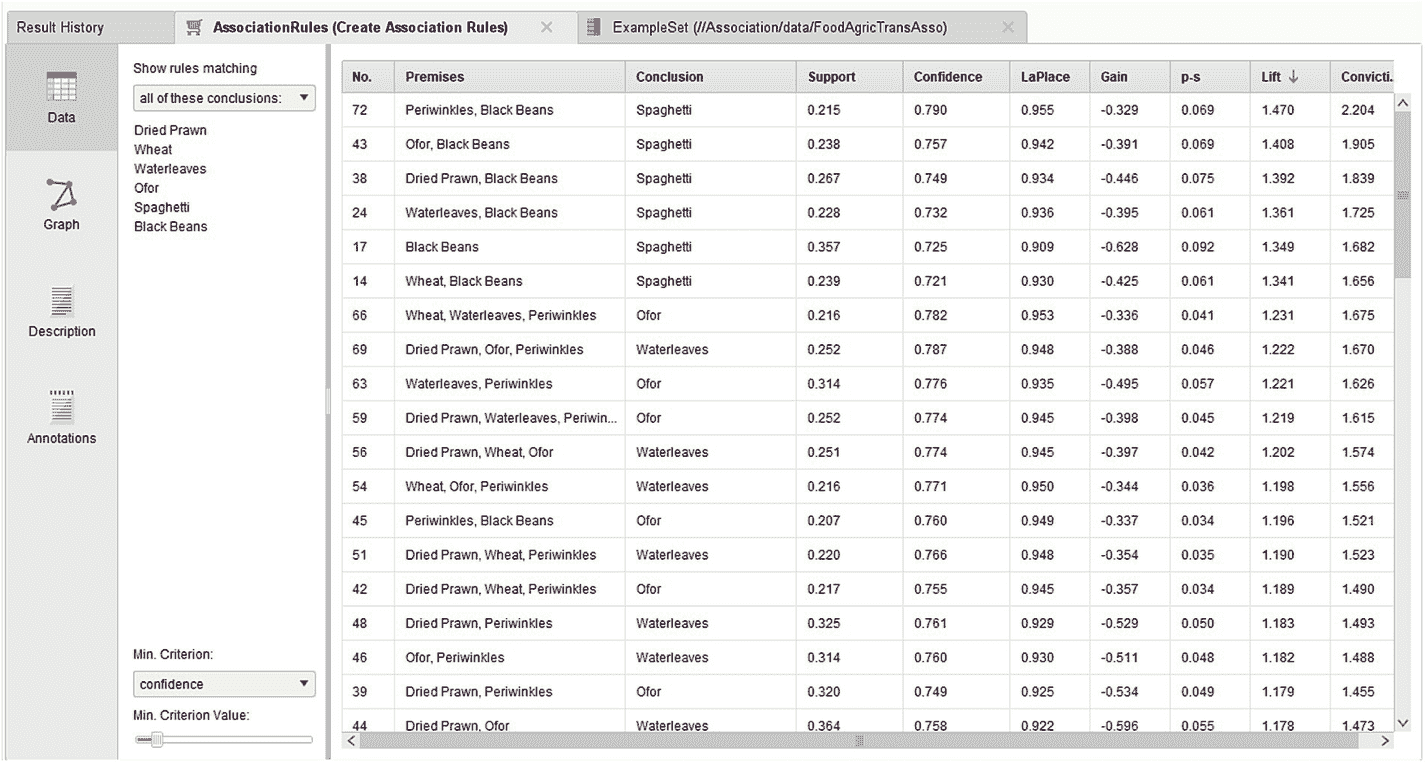 Result History
AssociationRules (Create Association Rules)
ExampleSet (//Association/data/FoodAgricTransAsso)
Data
Graph
Description
Annotations
Show rules matching
all of these conclusions:
Dried Prawn
Wheat
Waterleaves
Ofor
Spaghetti
Black Beans
Min. Criterion:
confidence
Min. Criterion Value:
No. Premises Conclusion Support Confidence LaPlace Gain p-s Lift ↓ Convicti.
72 Periwinkles, Black Beans Spaghetti 0.215 0.790 0.955 -0.329 0.069 1.470 2.204
43 Ofor, Black Beans Spaghetti 0.238 0.757 0.942 -0.391 0.069 1.408 1.905
38 Dried Prawn, Black Beans Spaghetti 0.267 0.749 0.934 -0.446 0.075 1.392 1.839
24 Waterleaves, Black Beans Spaghetti 0.228 0.732 0.936 -0.395 0.061 1.361 1.725
17 Black Beans Spaghetti 0.357 0.725 0.909 -0.628 0.092 1.349 1.682
14 Wheat, Black Beans Spaghetti 0.239 0.721 0.930 -0.425 0.061 1.341 1.656
66 Wheat, Waterleaves, Periwinkles Ofor 0.216 0.782 0.953 -0.336 0.041 1.231 1.675
69 Dried Prawn, Ofor, Periwinkles Waterleaves 0.252 0.787 0.948 -0.388 0.046 1.222 1.670
63 Waterleaves, Periwinkles Ofor 0.314 0.776 0.935 -0.495 0.057 1.221 1.626
59 Dried Prawn, Waterleaves, Periwin... Ofor 0.252 0.774 0.945 -0.398 0.045 1.219 1.615
56 Dried Prawn, Wheat, Ofor Waterleaves 0.251 0.774 0.945 -0.397 0.042 1.202 1.574
54 Wheat, Ofor, Periwinkles Waterleaves 0.216 0.771 0.950 -0.344 0.036 1.198 1.556
45 Periwinkles, Black Beans Ofor 0.207 0.760 0.949 -0.337 0.034 1.196 1.521
51 Dried Prawn, Wheat, Periwinkles Waterleaves 0.220 0.766 0.948 -0.354 0.035 1.190 1.523
42 Dried Prawn, Wheat, Periwinkles Ofor 0.217 0.755 0.945 -0.357 0.034 1.189 1.490
48 Dried Prawn, Periwinkles Waterleaves 0.325 0.761 0.929 -0.529 0.050 1.183 1.493
46 Ofor, Periwinkles Waterleaves 0.314 0.760 0.930 -0.511 0.048 1.182 1.488
39 Dried Prawn, Periwinkles Ofor 0.320 0.749 0.925 -0.534 0.049 1.179 1.455
44 Dried Prawn, Ofor Waterleaves 0.364 0.758 0.922 -0.596 0.055 1.178 1.473